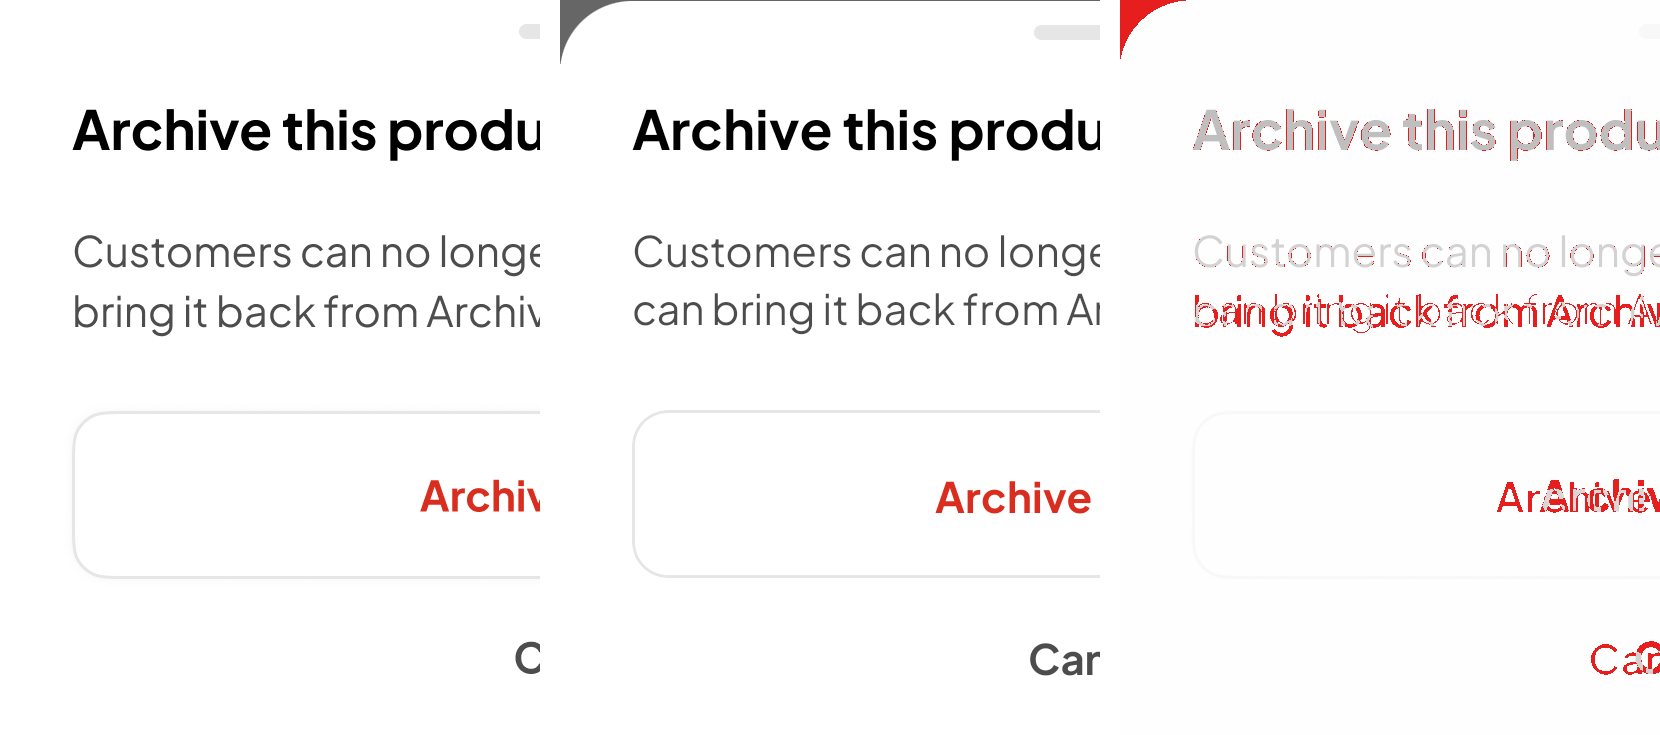 Archive this produ
Customers can no longe
bring it back from Archiv
Archiv
C
Archive this produ
Customers can no longe
can bring it back from Ar
Archive
Can
Archive this produ
Customers can no longe